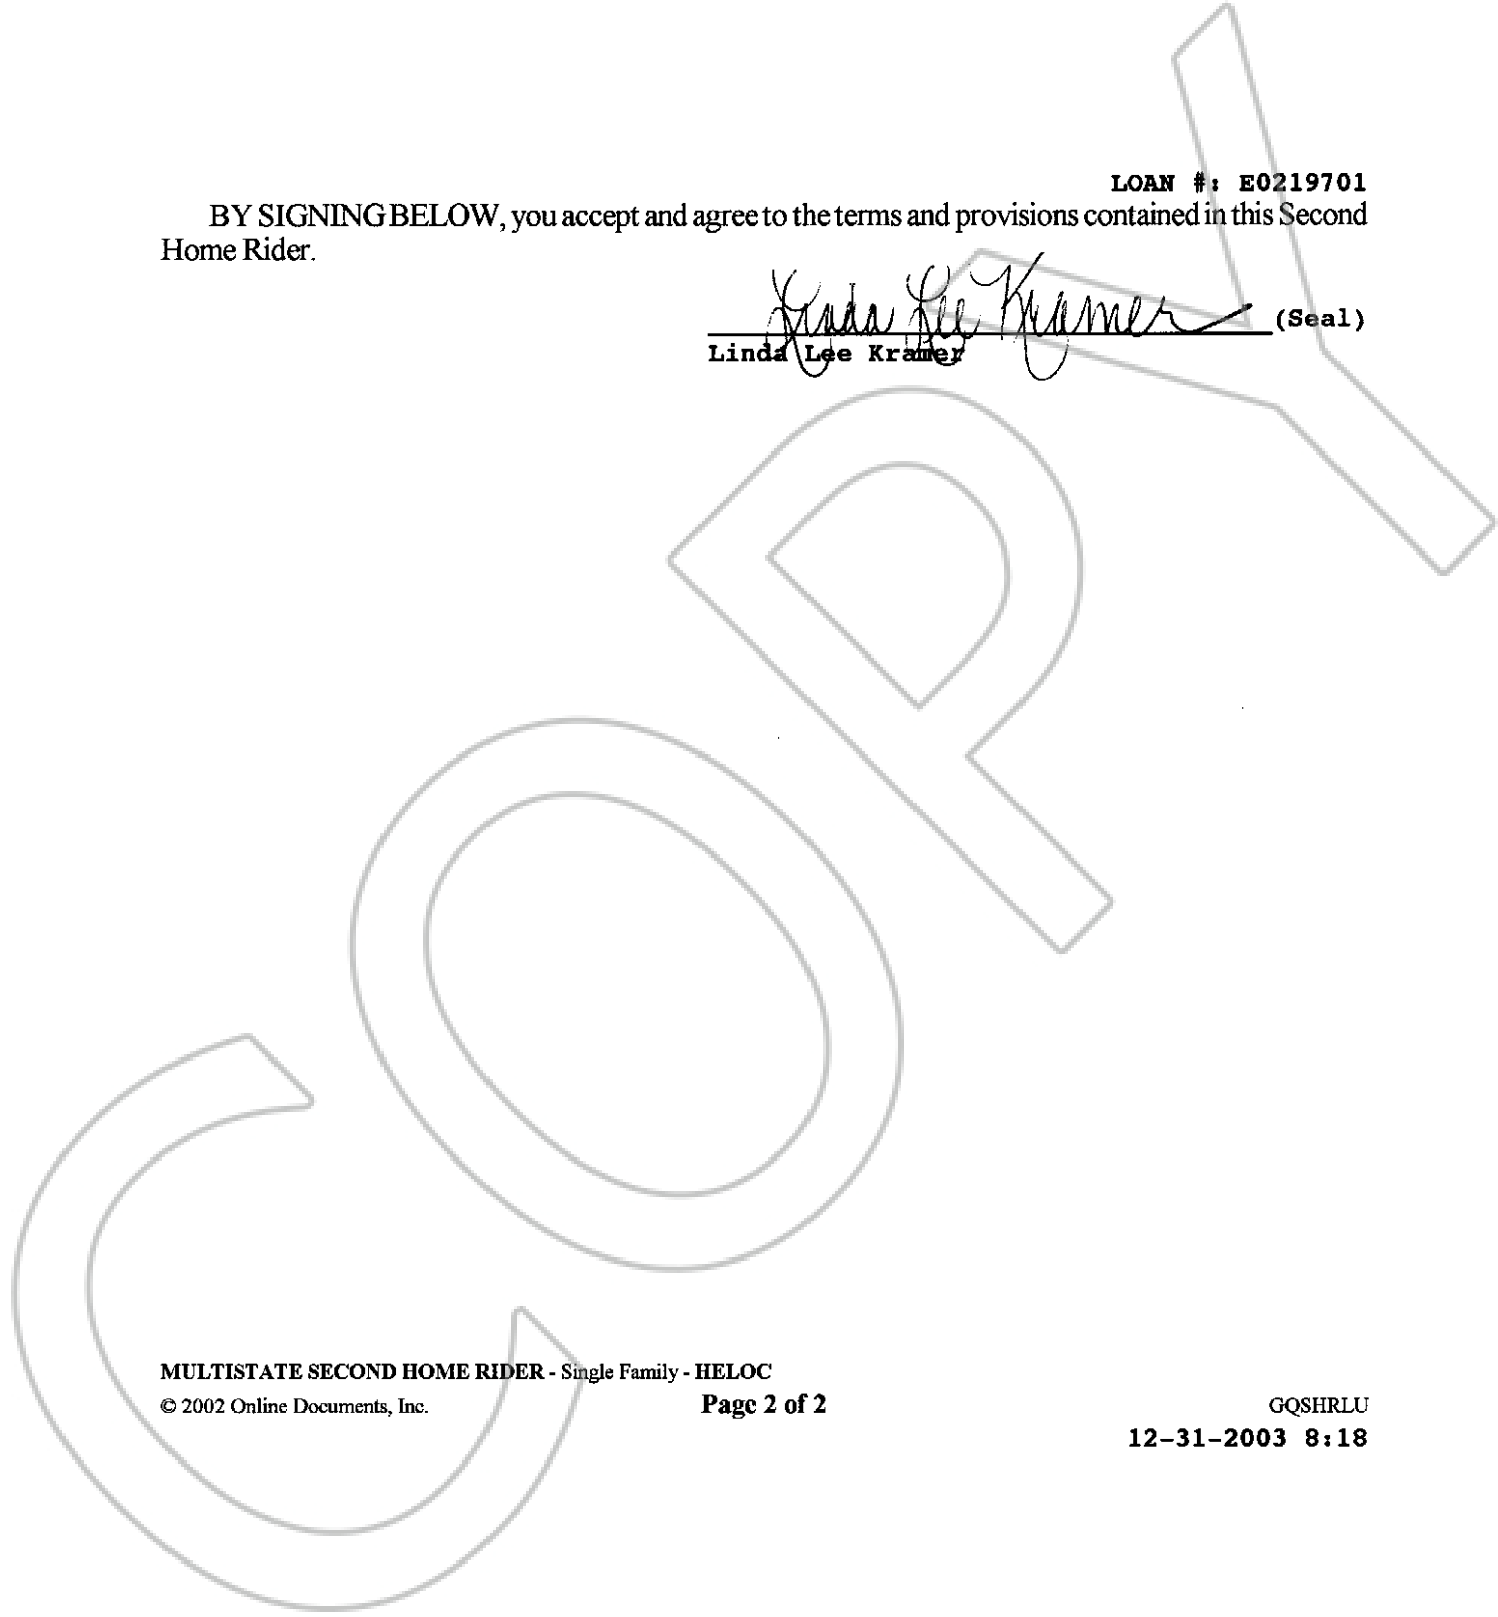 LOAN #: E0219701
BY SIGNING BELOW, you accept and agree to the terms and provisions contained in this Second
Home Rider.
Linda Lee Kramer (Seal)
Linda Lee Kramer
COPY
MULTISTATE SECOND HOME RIDER - Single Family - HELOC
© 2002 Online Documents, Inc. Page 2 of 2 GQSHRLU
12-31-2003 8:18